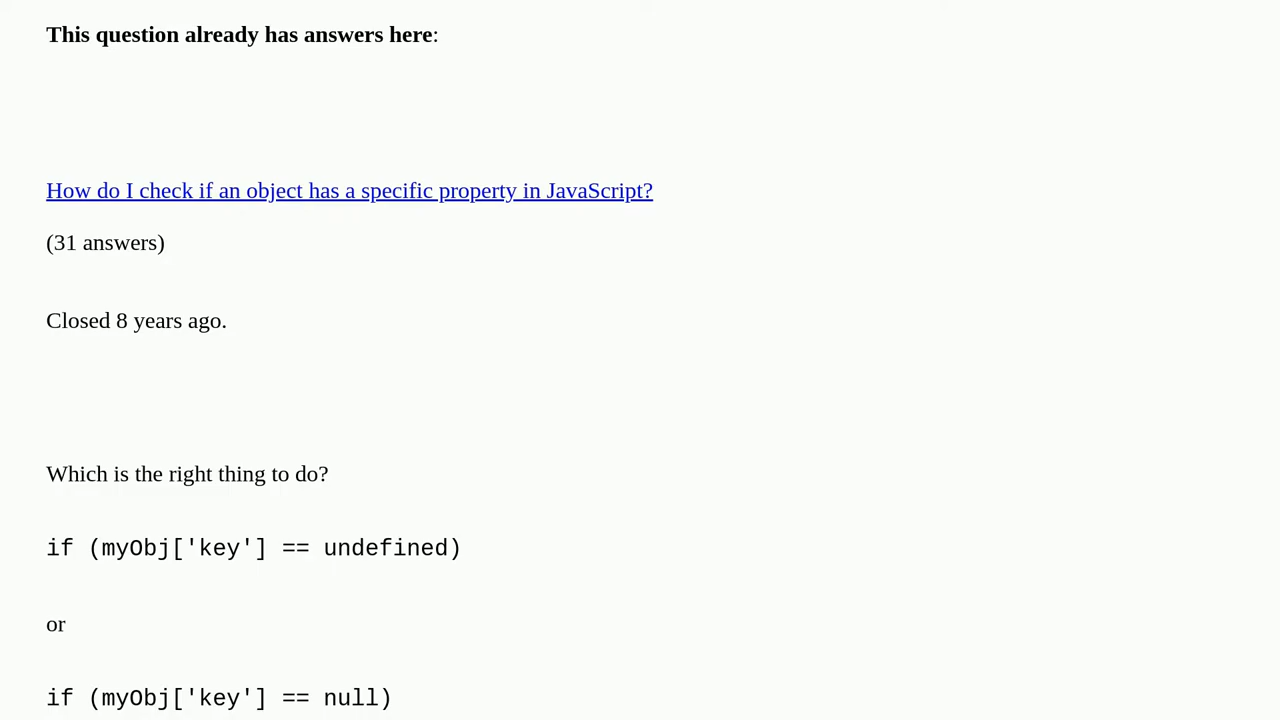 This question already has answers here:
How do I check if an object has a specific property in JavaScript?
(31 answers)
Closed 8 years ago.
Which is the right thing to do?
if (myObj['key'] == undefined)
or
if (myObj['key'] == null)